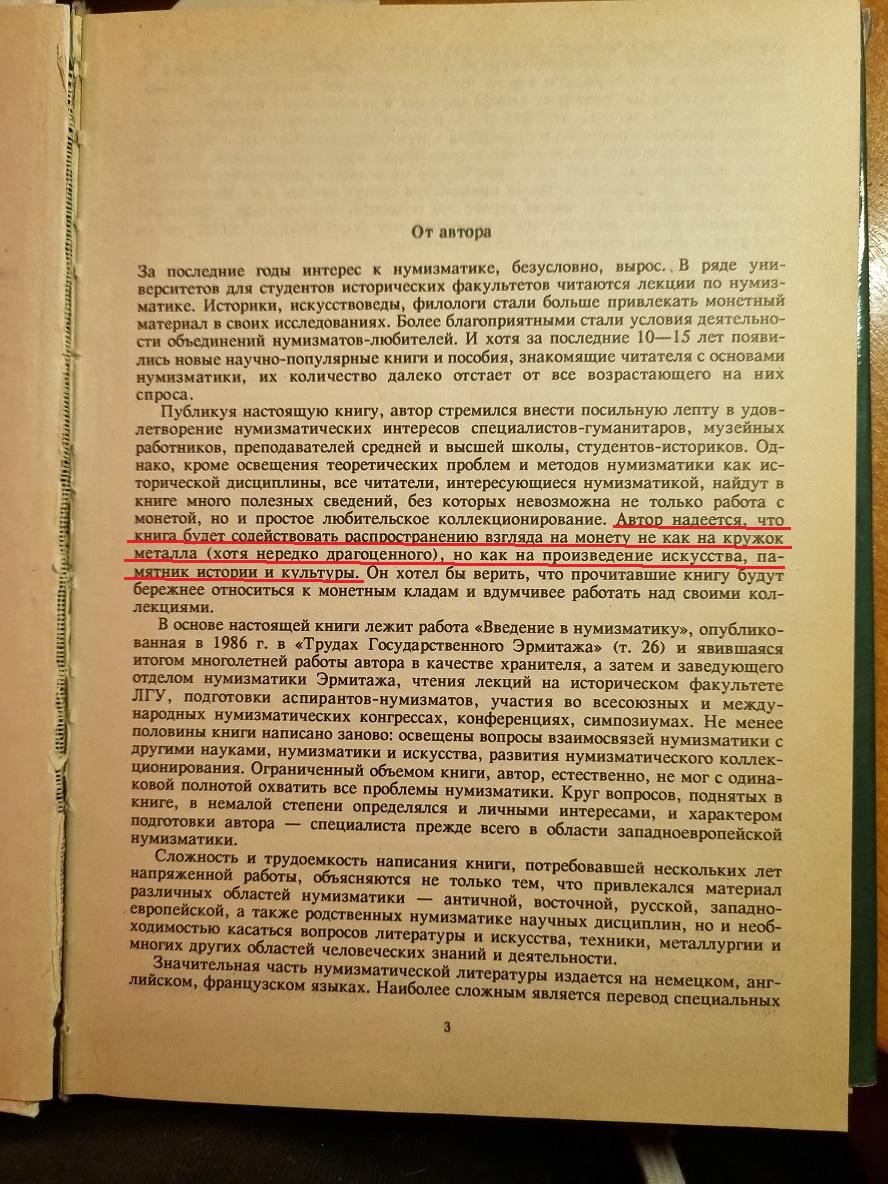 От автора
За последние годы интерес к нумизматике, безусловно, вырос. В ряде уни-
верситетов для студентов исторических факультетов читаются лекции по нумиз-
матике. Историки, искусствоведы, филологи стали больше привлекать монетный
материал в своих исследованиях. Более благоприятными стали условия деятельно-
сти объединений нумизматов-любителей. И хотя за последние 10—15 лет появи-
лись новые научно-популярные книги и пособия, знакомящие читателя с основами
нумизматики, их количество далеко отстает от все возрастающего на них
спроса.
Публикуя настоящую книгу, автор стремился внести посильную лепту в удов-
летворение нумизматических интересов специалистов-гуманитаров, музейных
работников, преподавателей средней и высшей школы, студентов-историков. Од-
нако, кроме освещения теоретических проблем и методов нумизматики как ис-
торической дисциплины, все читатели, интересующиеся нумизматикой, найдут в
книге много полезных сведений, без которых невозможна не только работа с
монетой, но и простое любительское коллекционирование. Автор надеется, что
книга будет содействовать распространению взгляда на монету не как на кружок
металла (хотя нередко драгоценного), но как на произведение искусства, па-
мятник истории и культуры. Он хотел бы верить, что прочитавшие книгу будут
бережнее относиться к монетным кладам и вдумчивее работать над своими кол-
лекциями.
В основе настоящей книги лежит работа «Введение в нумизматику», опублико-
ванная в 1986 г. в «Трудах Государственного Эрмитажа» (т. 26) и явившаяся
итогом многолетней работы автора в качестве хранителя, а затем и заведующего
отделом нумизматики Эрмитажа, чтения лекций на историческом факультете
ЛГУ, подготовки аспирантов-нумизматов, участия во всесоюзных и между-
народных нумизматических конгрессах, конференциях, симпозиумах. Не менее
половины книги написано заново: освещены вопросы взаимосвязей нумизматики с
другими науками, нумизматики и искусства, развития нумизматического коллек-
ционирования. Ограниченный объемом книги, автор, естественно, не мог с одина-
ковой полнотой охватить все проблемы нумизматики. Круг вопросов, поднятых в
книге, в немалой степени определялся и личными интересами, и характером
подготовки автора — специалиста прежде всего в области западноевропейской
нумизматики.
Сложность и трудоемкость написания книги, потребовавшей нескольких лет
напряженной работы, объясняются не только тем, что привлекался материал
различных областей нумизматики — античной, восточной, русской, западно-
европейской, а также родственных нумизматике научных дисциплин, но и необ-
ходимостью касаться вопросов литературы и искусства, техники, металлургии и
многих других областей человеческих знаний и деятельности.
Значительная часть нумизматической литературы издается на немецком, анг-
лийском, французском языках. Наиболее сложным является перевод специальных
3